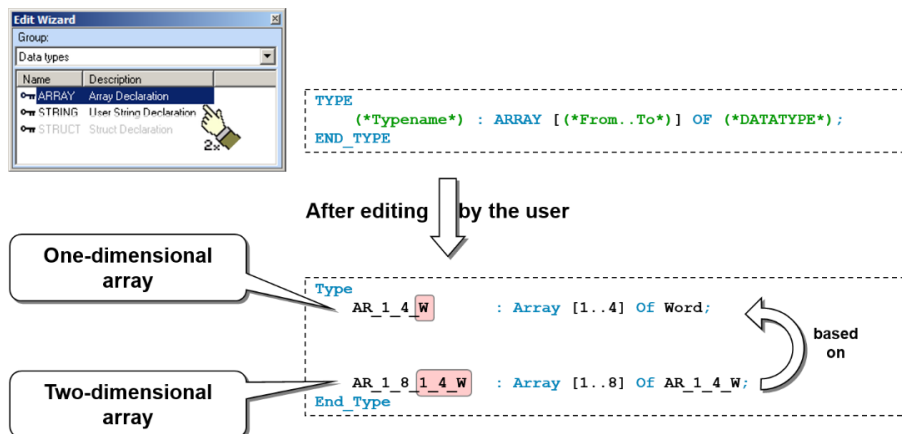 Edit Wizard
Group:
Data types
Name Description
ARRAY Array Declaration
STRING User String Declaration
STRUCT Struct Declaration
2x
TYPE
(*Typename*) : ARRAY [(*From..To*)] OF (*DATATYPE*);
END_TYPE
After editing by the user
One-dimensional
array
Type
AR_1_4_W : Array [1..4] Of Word;
based
on
Two-dimensional
array
AR_1_8_1_4_W : Array [1..8] Of AR_1_4_W;
End_Type